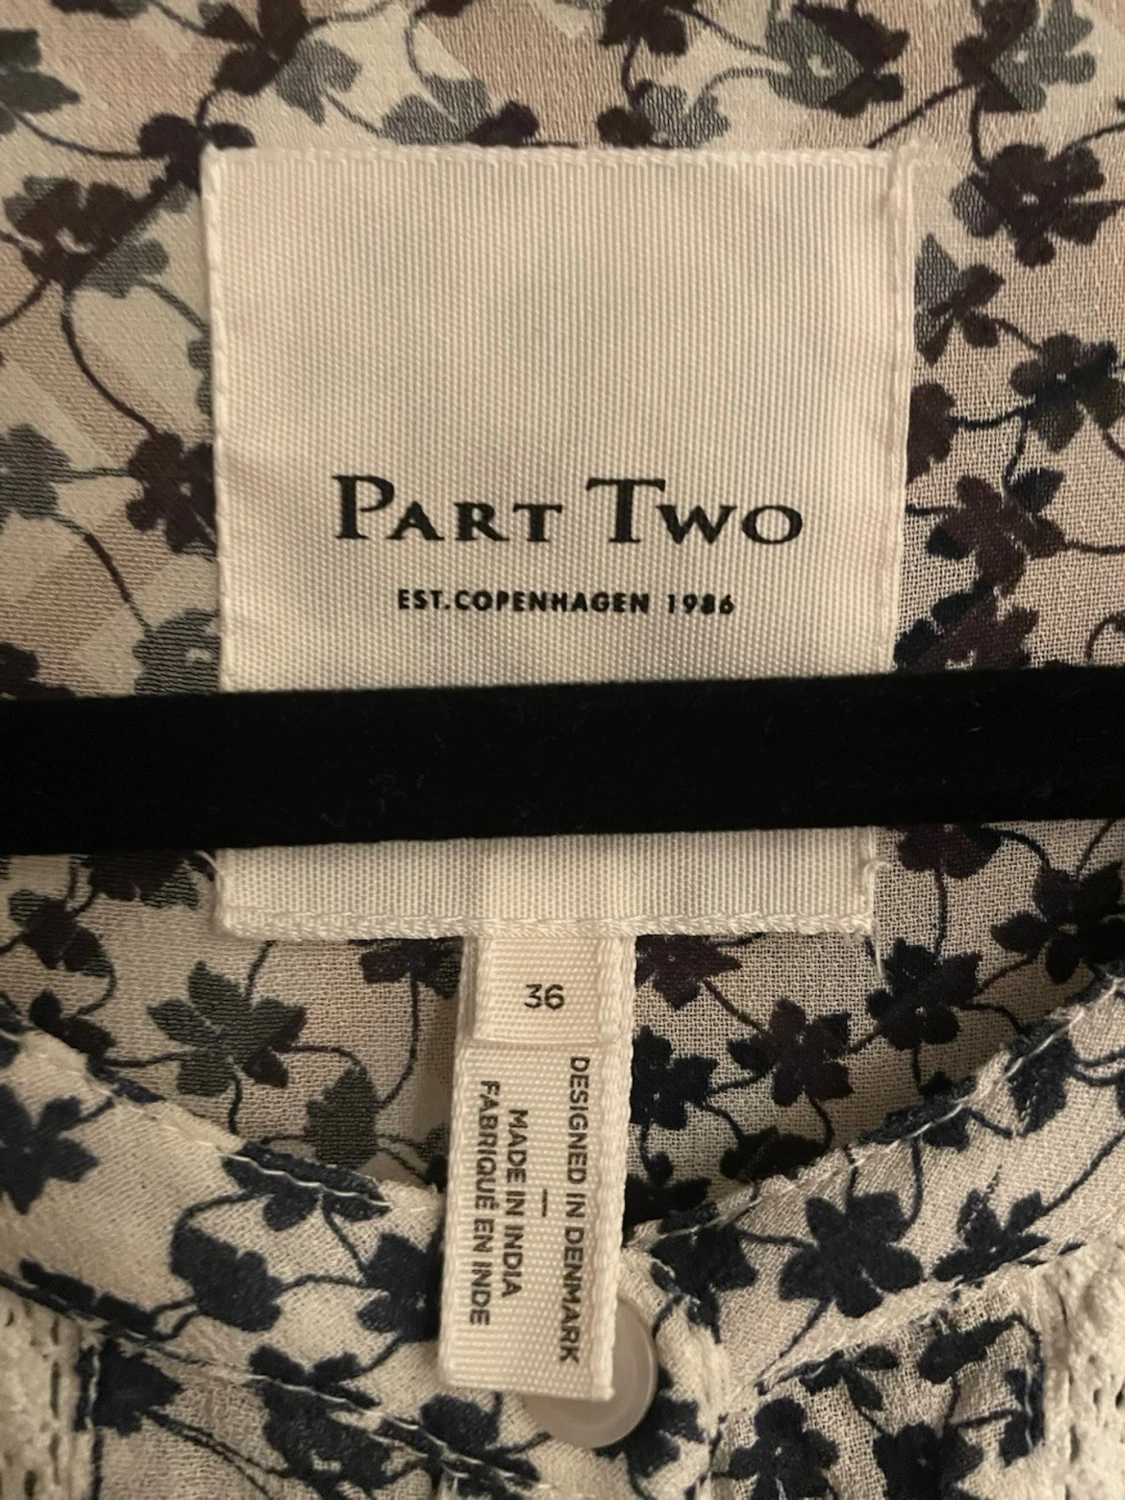 PART TWO
EST.COPENHAGEN 1986
36
DESIGNED IN DENMARK
—
MADE IN INDIA
FABRIQUÉ EN INDE